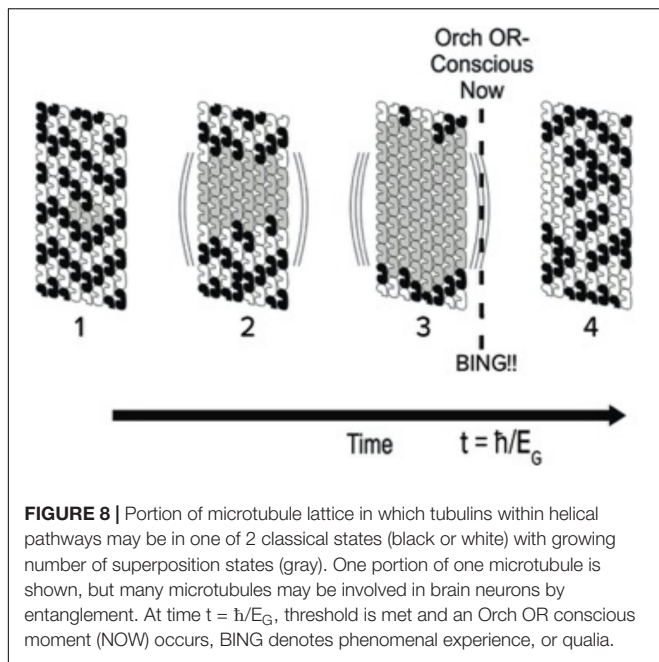 Orch OR-
Conscious
Now
1
2
3
4
BING!!
Time t = ħ/E_G
FIGURE 8 | Portion of microtubule lattice in which tubulins within helical
pathways may be in one of 2 classical states (black or white) with growing
number of superposition states (gray). One portion of one microtubule is
shown, but many microtubules may be involved in brain neurons by
entanglement. At time t = ħ/E_G, threshold is met and an Orch OR conscious
moment (NOW) occurs, BING denotes phenomenal experience, or qualia.